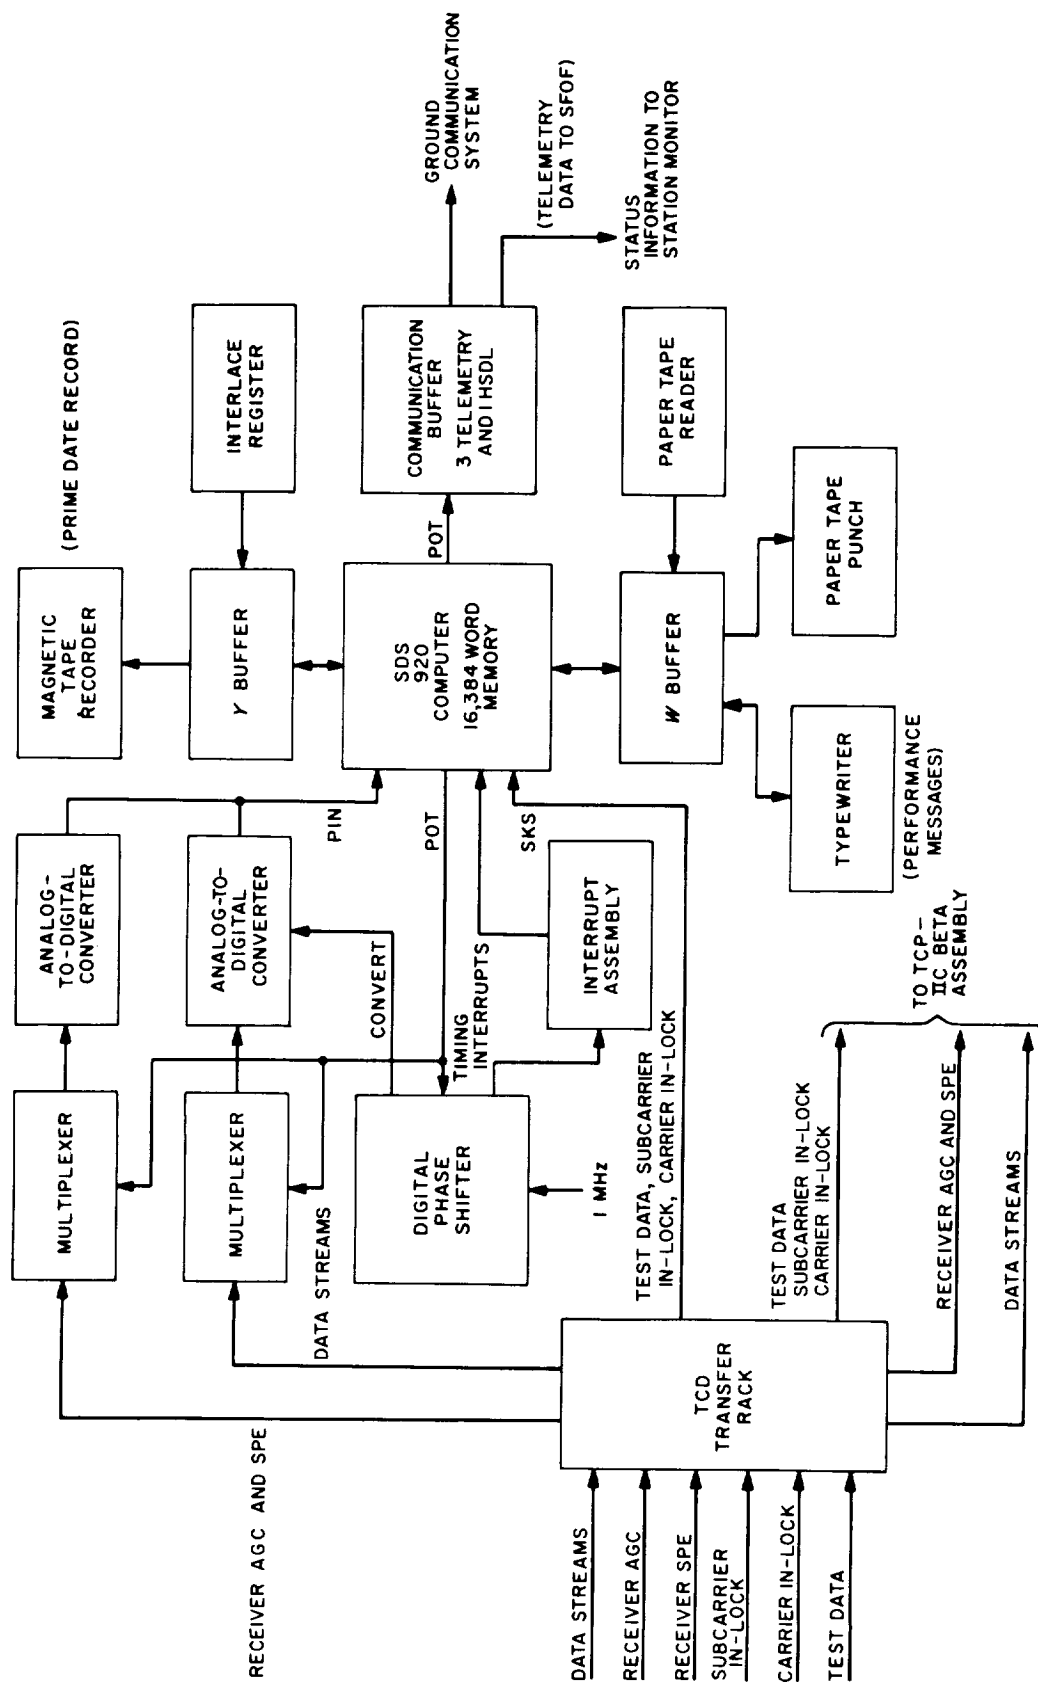 RECEIVER AGC AND SPE
DATA STREAMS
RECEIVER AGC
RECEIVER SPE
SUBCARRIER
IN-LOCK
CARRIER IN-LOCK
TEST DATA
TCD
TRANSFER
RACK
MULTIPLEXER
MULTIPLEXER
DATA STREAMS
DIGITAL
PHASE
SHIFTER
1 MHz
TEST DATA, SUBCARRIER
IN-LOCK, CARRIER IN-LOCK
TEST DATA
SUBCARRIER IN-LOCK
CARRIER IN-LOCK
RECEIVER AGC AND SPE
DATA STREAMS
TO TCP-
IIC BETA
ASSEMBLY
ANALOG-
TO-DIGITAL
CONVERTER
ANALOG-TO-
DIGITAL
CONVERTER
CONVERT
TIMING
INTERRUPTS
INTERRUPT
ASSEMBLY
PIN
POT
SKS
MAGNETIC
TAPE
RECORDER
(PRIME DATE RECORD)
Y BUFFER
INTERLACE
REGISTER
SDS
920
COMPUTER
16,384 WORD
MEMORY
POT
COMMUNICATION
BUFFER
3 TELEMETRY
AND I HSDL
GROUND
COMMUNICATION
SYSTEM
(TELEMETRY
DATA TO SFOF)
STATUS
INFORMATION TO
STATION MONITOR
W BUFFER
PAPER TAPE
READER
TYPEWRITER
(PERFORMANCE
MESSAGES)
PAPER TAPE
PUNCH